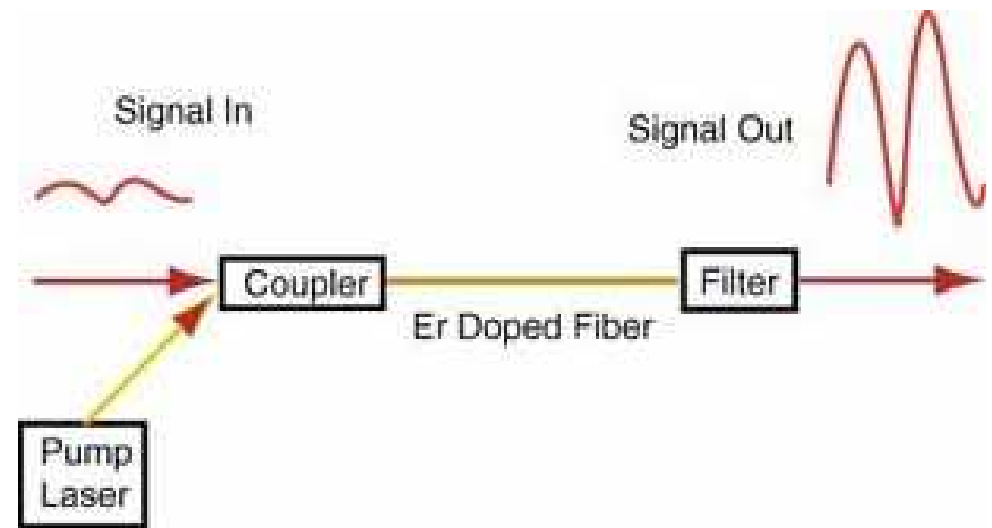 Signal In
Signal Out
Coupler
Filter
Er Doped Fiber
Pump
Laser